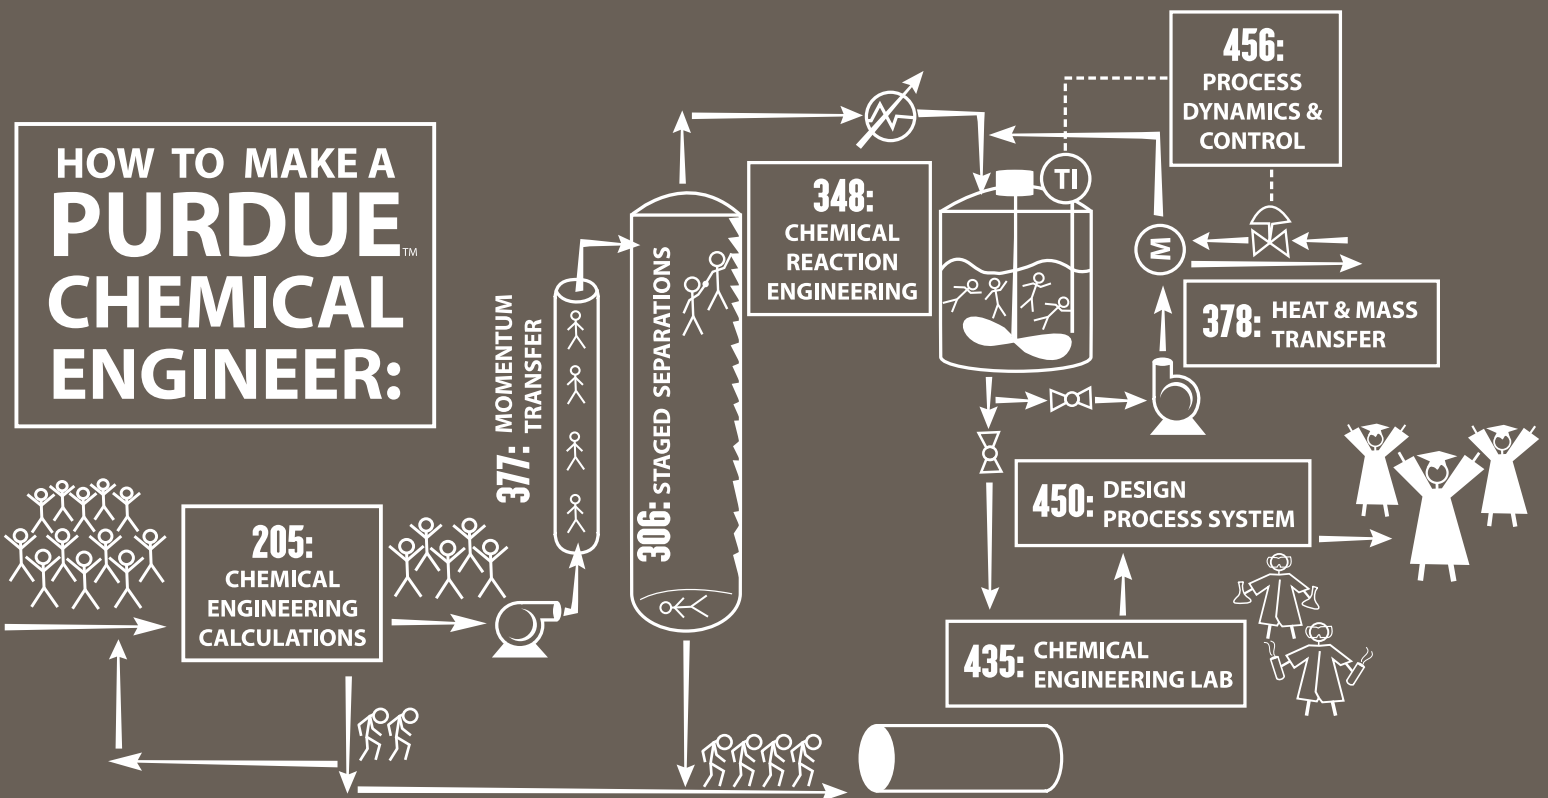 HOW TO MAKE A
PURDUE™
CHEMICAL
ENGINEER:
205:
CHEMICAL
ENGINEERING
CALCULATIONS
377: MOMENTUM
TRANSFER
306: STAGED SEPARATIONS
348:
CHEMICAL
REACTION
ENGINEERING
TI
456:
PROCESS
DYNAMICS &
CONTROL
M
378: HEAT & MASS
TRANSFER
450: DESIGN
PROCESS SYSTEM
435: CHEMICAL
ENGINEERING LAB